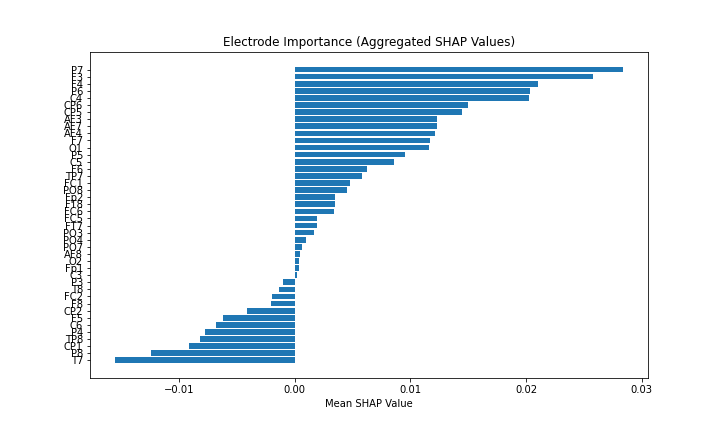 Electrode Importance (Aggregated SHAP Values)
P7
F3
F4
P6
C4
CP6
CP5
AF3
AF7
AF4
F7
O1
P5
C5
F6
TP7
FC1
PO8
Fp2
FT8
FC6
FC5
FT7
PO3
PO4
PO7
AF8
O2
Fp1
C3
P3
T8
FC2
F8
CP2
F5
C6
P4
TP8
CP1
P8
T7
−0.01
0.00
0.01
0.02
0.03
Mean SHAP Value